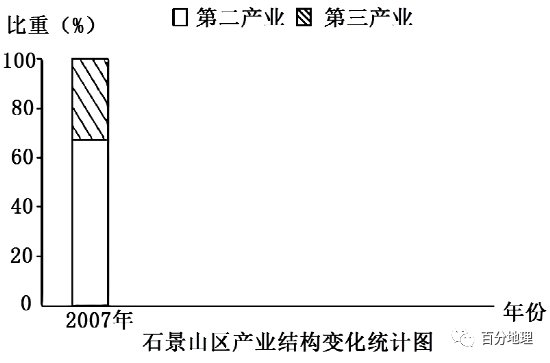 比重（%）
第二产业 第三产业
100
80
60
40
20
0
2007年
年份
石景山区产业结构变化统计图
百分地理